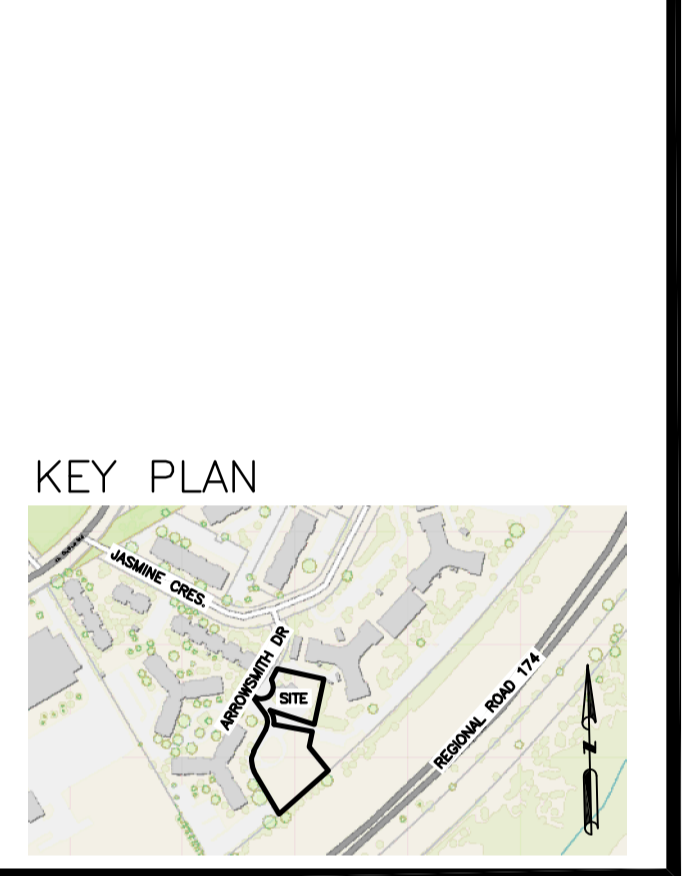 KEY PLAN
JASMINE CRES.
ARROWSMITH DR
SITE
REGIONAL ROAD 174
N